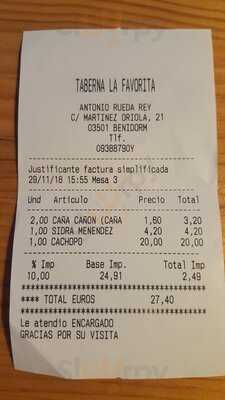 TABERNA LA FAVORITA
ANTONIO RUEDA REY
C/ MARTINEZ ORIOLA, 21
03501 BENIDORM
Tlf.
09388790Y
Justificante factura simplificada
29/11/18 15:55 Mesa 3
Und Artículo Precio Total
2,00 CAÑA CAÑON (CAÑA 1,60 3,20
1,00 SIDRA MENENDEZ 4,20 4,20
1,00 CACHOPO 20,00 20,00
% Imp Base Imp. Total Imp
10,00 24,91 2,49
**** TOTAL EUROS 27,40
Le atendio ENCARGADO
GRACIAS POR SU VISITA